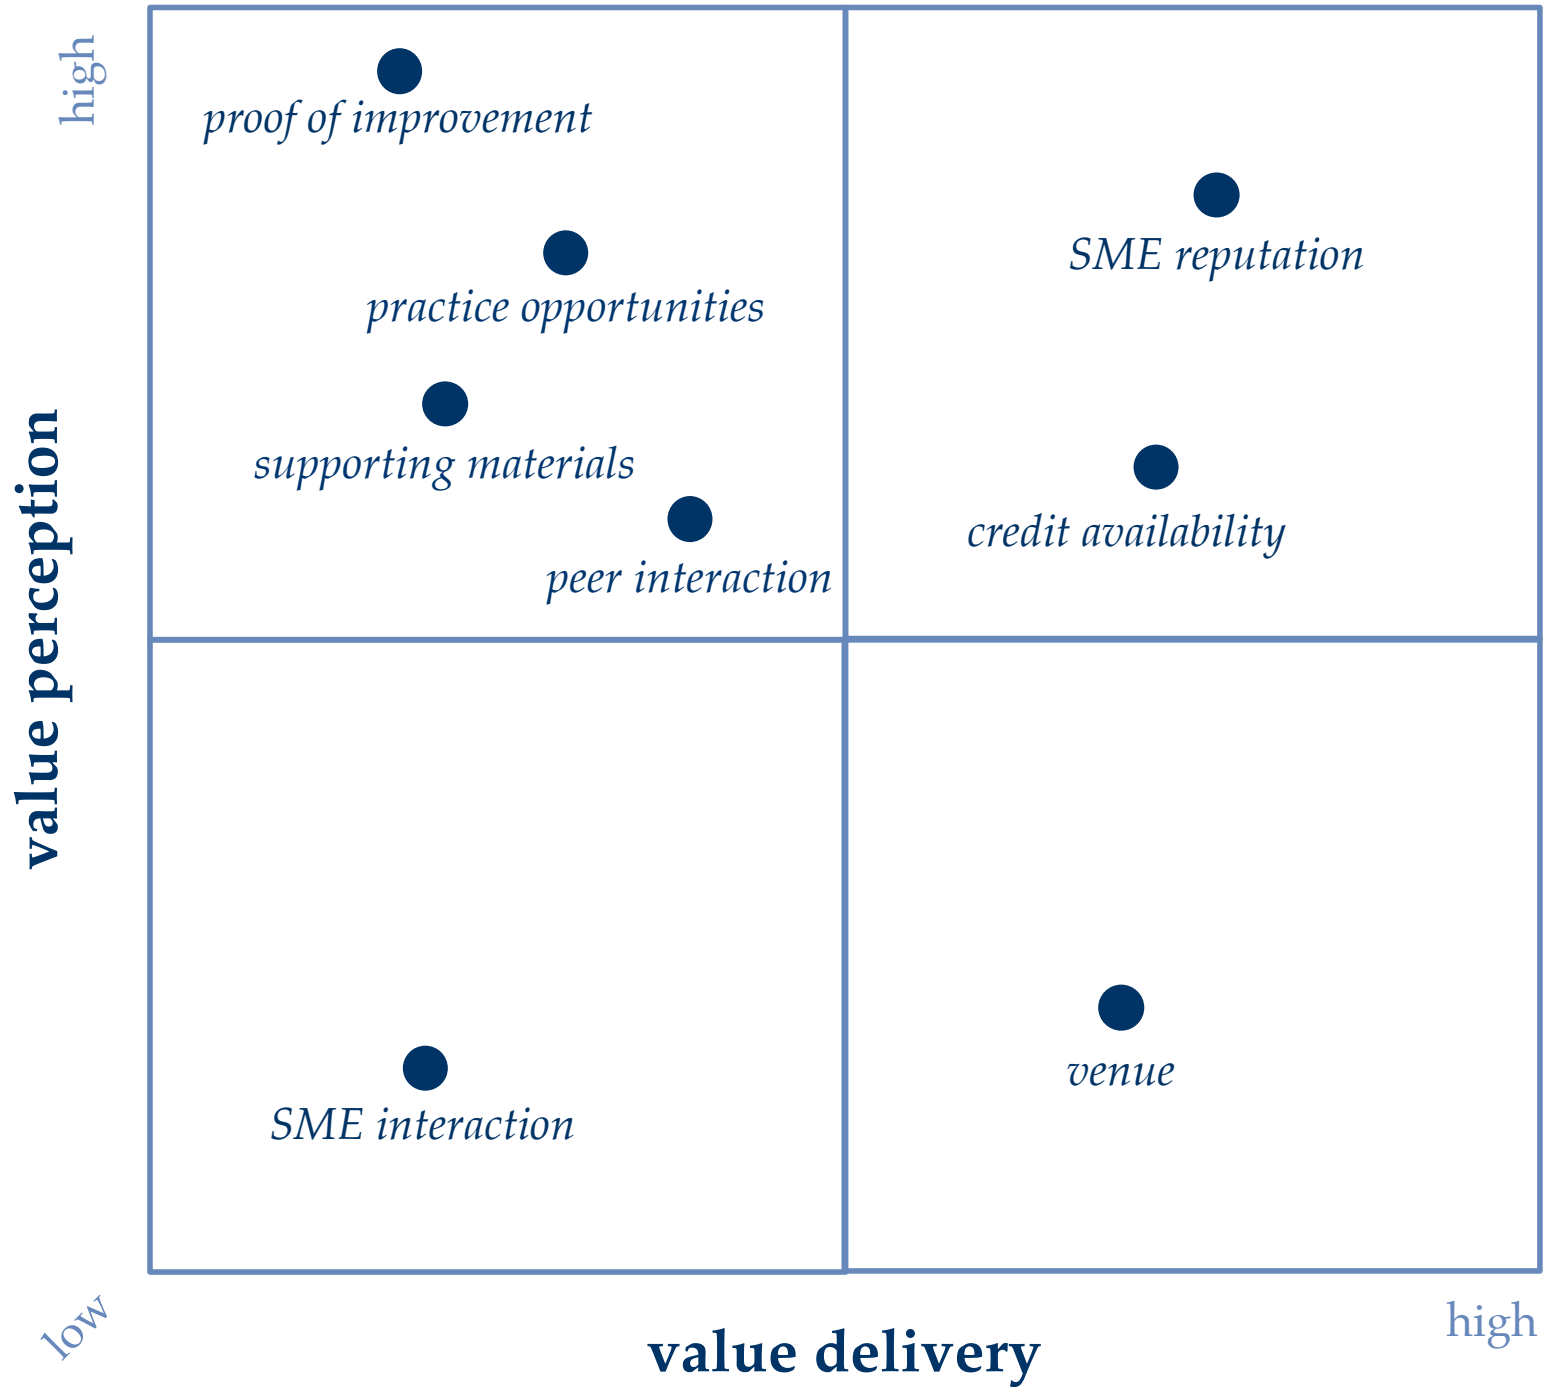 high
proof of improvement
SME reputation
practice opportunities
supporting materials
credit availability
peer interaction
value perception
venue
SME interaction
low
high
value delivery